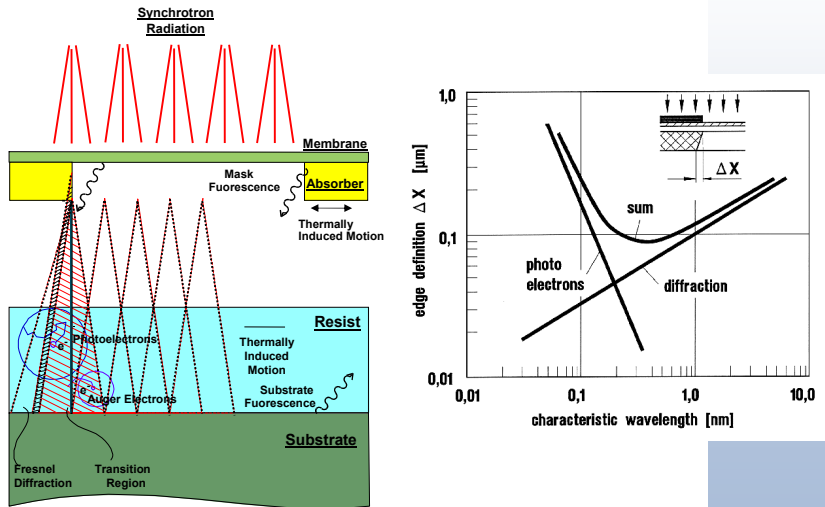 Synchrotron
Radiation
Membrane
Mask
Fuorescence
Absorber
Thermally
Induced Motion
Resist
e- Photoelectrons
Thermally
Induced
Motion
e- Auger Electrons
Substrate
Fuorescence
Substrate
Fresnel
Diffraction
Transition
Region
edge definition Δ X [µm]
1,0
0,1
0,01
Δ X
sum
photo
electrons
diffraction
0,01 0,1 1,0 10,0
characteristic wavelength [nm]